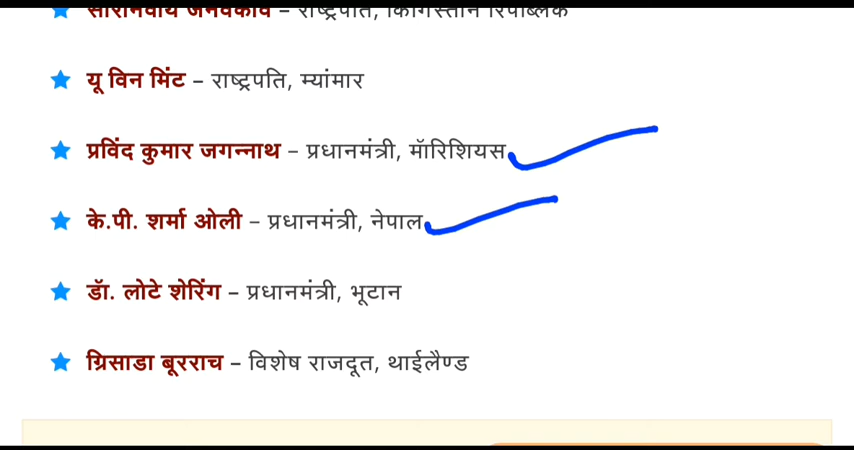 यू विन मिंट – राष्ट्रपति, म्यांमार
प्रविंद कुमार जगन्नाथ – प्रधानमंत्री, मॉरिशियस
के.पी. शर्मा ओली – प्रधानमंत्री, नेपाल
डॉ. लोटे शेरिंग – प्रधानमंत्री, भूटान
ग्रिसाडा बूरराच – विशेष राजदूत, थाईलैण्ड